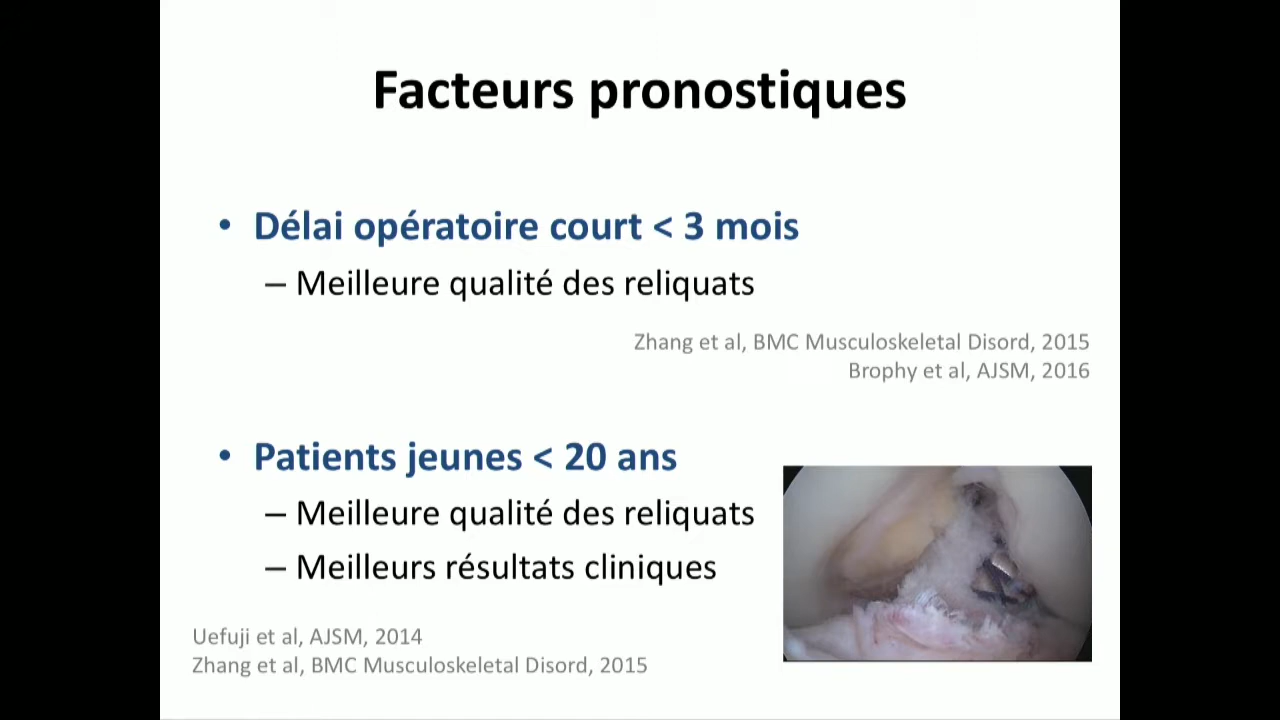 Facteurs pronostiques
• Délai opératoire court < 3 mois
– Meilleure qualité des reliquats
Zhang et al, BMC Musculoskeletal Disord, 2015
Brophy et al, AJSM, 2016
• Patients jeunes < 20 ans
– Meilleure qualité des reliquats
– Meilleurs résultats cliniques
Uefuji et al, AJSM, 2014
Zhang et al, BMC Musculoskeletal Disord, 2015